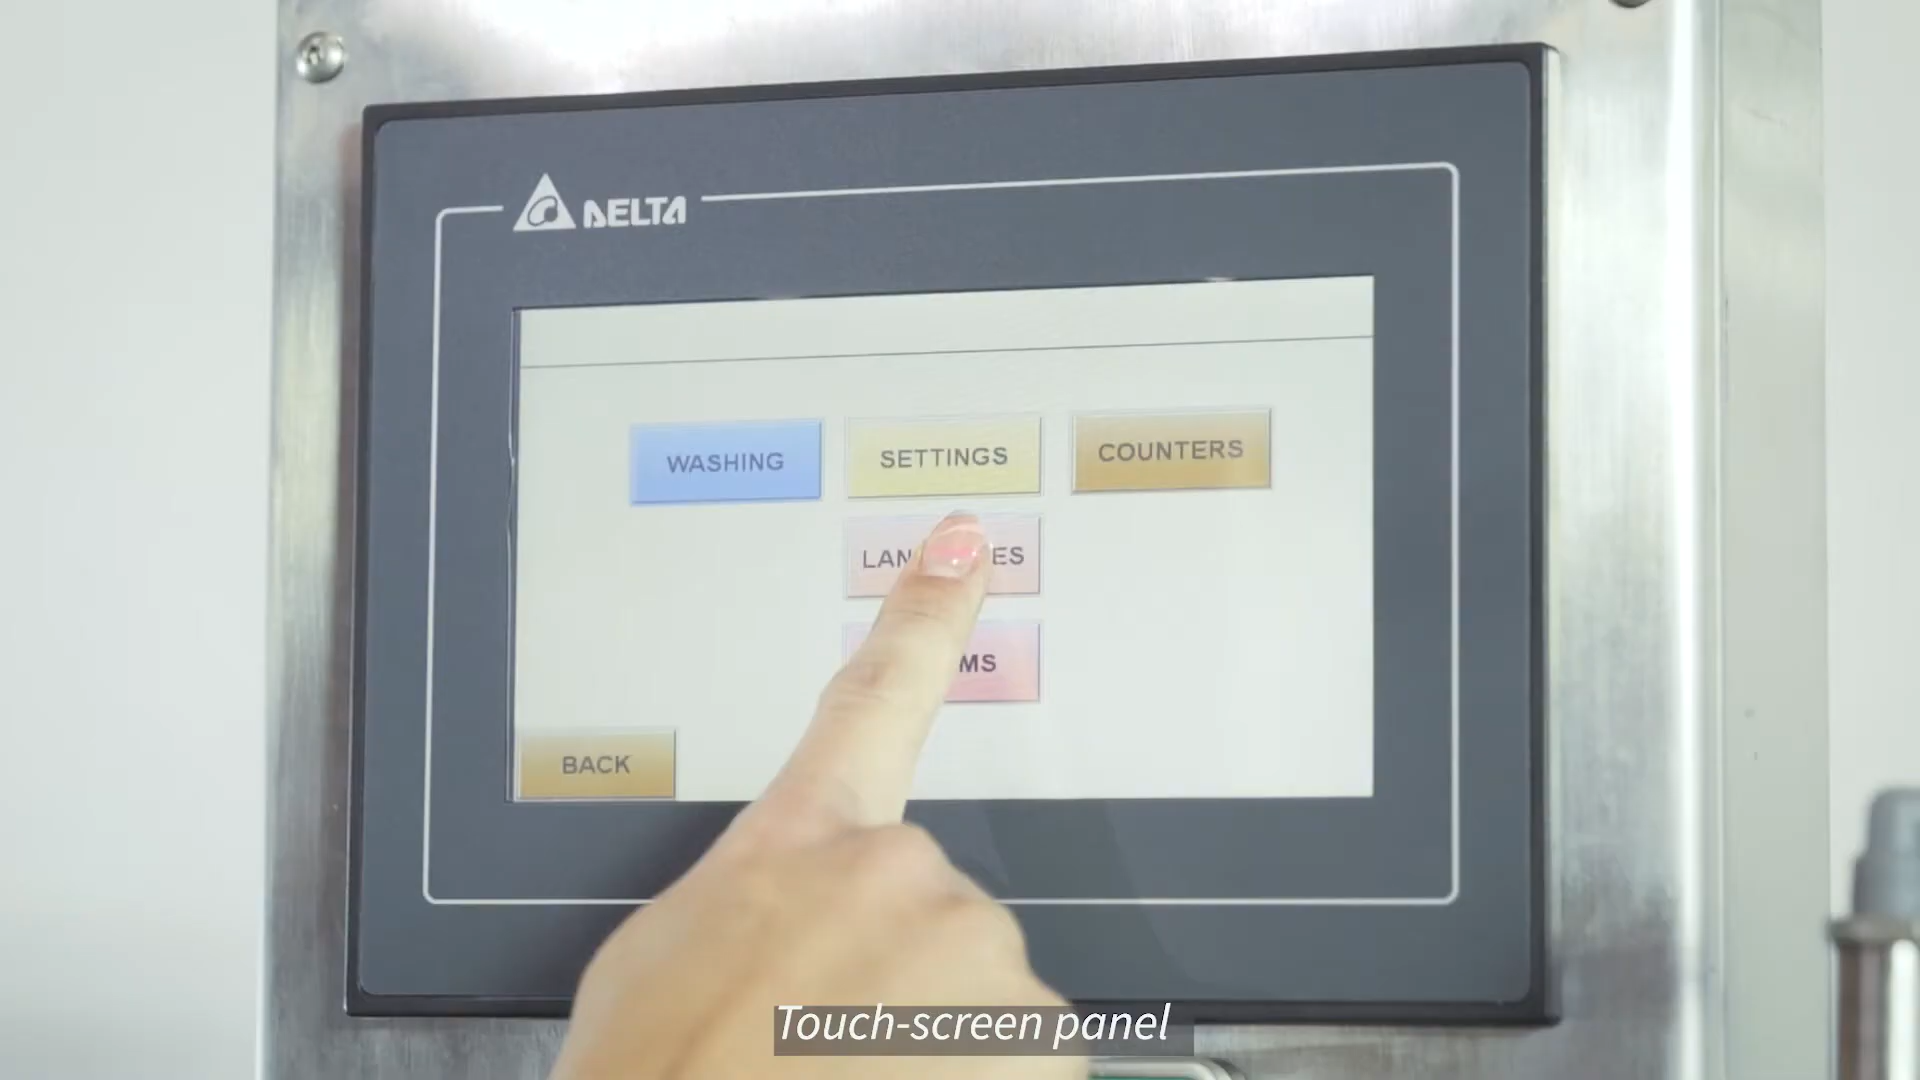 DELTA
WASHING
SETTINGS
COUNTERS
LAN ES
MS
BACK
Touch-screen panel